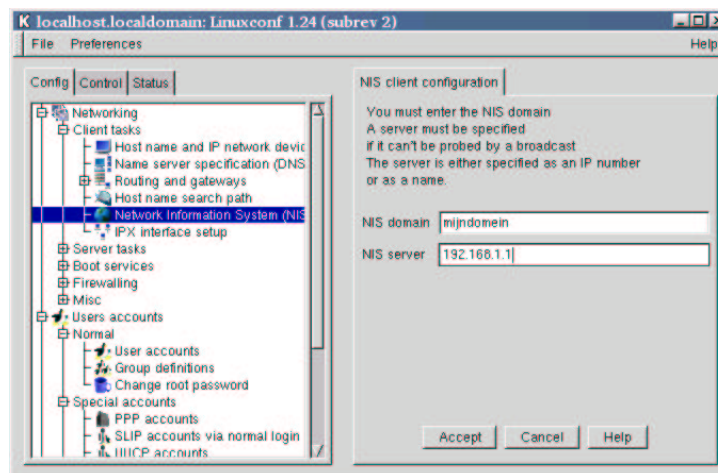 localhost.localdomain: Linuxconf 1.24 (subrev 2)
File Preferences Help
Config Control Status
Networking
Client tasks
Host name and IP network devic
Name server specification (DNS
Routing and gateways
Host name search path
Network Information System (NIS
IPX interface setup
Server tasks
Boot services
Firewalling
Misc
Users accounts
Normal
User accounts
Group definitions
Change root password
Special accounts
PPP accounts
SLIP accounts via normal login
UUCP accounts
NIS client configuration
You must enter the NIS domain
A server must be specified
if it can't be probed by a broadcast
The server is either specified as an IP number
or as a name.
NIS domain mijndomein
NIS server 192.168.1.1
Accept Cancel Help